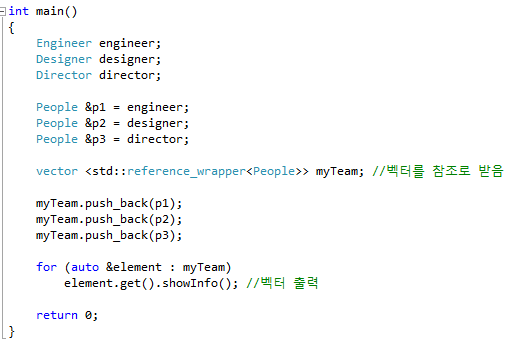 int main()
{
    Engineer engineer;
    Designer designer;
    Director director;

    People &p1 = engineer;
    People &p2 = designer;
    People &p3 = director;

    vector <std::reference_wrapper<People>> myTeam; //벡터를 참조로 받음

    myTeam.push_back(p1);
    myTeam.push_back(p2);
    myTeam.push_back(p3);

    for (auto &element : myTeam)
        element.get().showInfo(); //벡터 출력

    return 0;
}